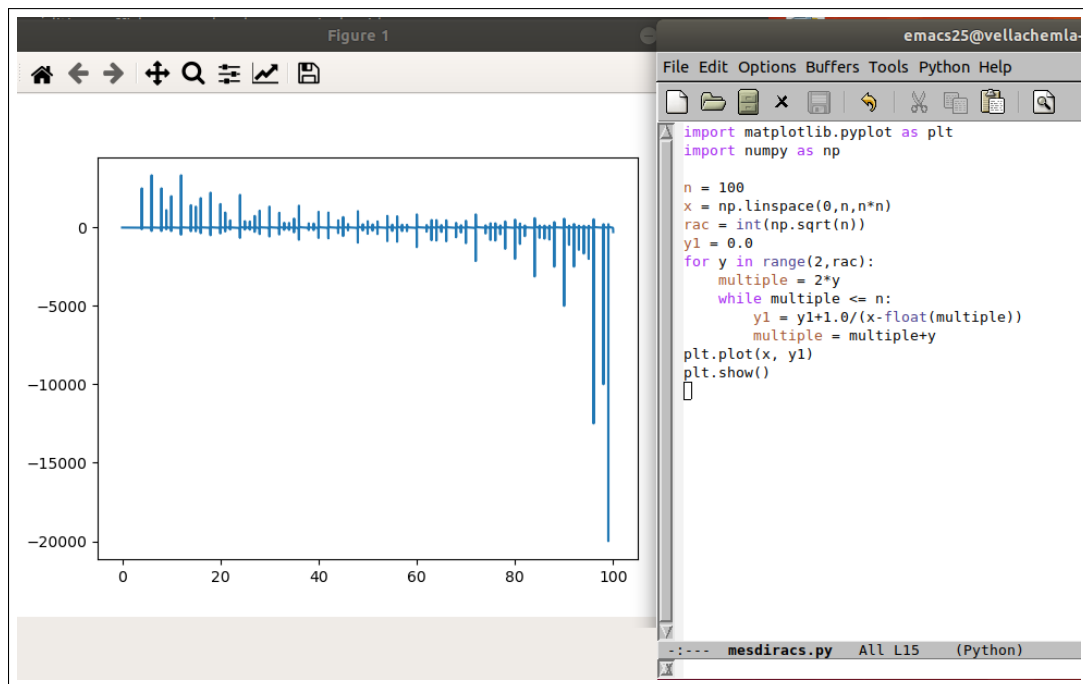 Figure 1
0
−5000
−10000
−15000
−20000
0 20 40 60 80 100
emacs25@vellachemla-
File Edit Options Buffers Tools Python Help
import matplotlib.pyplot as plt
import numpy as np
n = 100
x = np.linspace(0,n,n*n)
rac = int(np.sqrt(n))
y1 = 0.0
for y in range(2,rac):
    multiple = 2*y
    while multiple <= n:
        y1 = y1+1.0/(x-float(multiple))
        multiple = multiple+y
plt.plot(x, y1)
plt.show()
-:--- mesdiracs.py All L15 (Python)